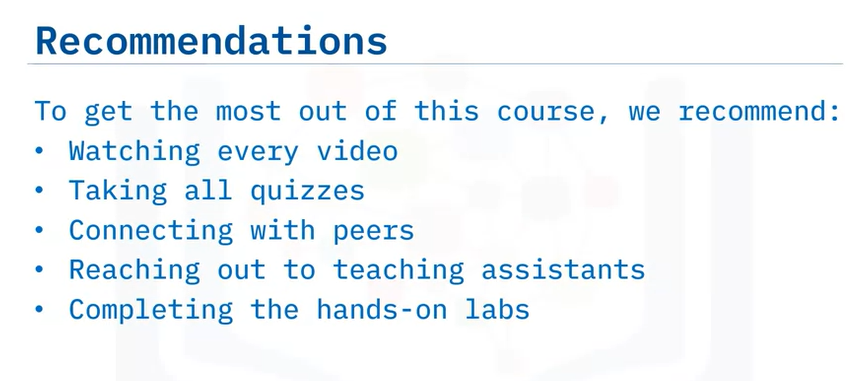 Recommendations
To get the most out of this course, we recommend:
• Watching every video
• Taking all quizzes
• Connecting with peers
• Reaching out to teaching assistants
• Completing the hands-on labs